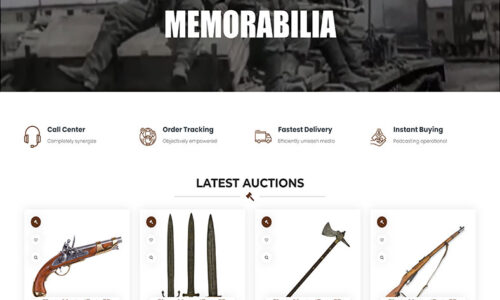 MEMORABILIA
Call Center
Completely synergize
Order Tracking
Objectively empowered
Fastest Delivery
Efficiently unleash media
Instant Buying
Podcasting operational
LATEST AUCTIONS